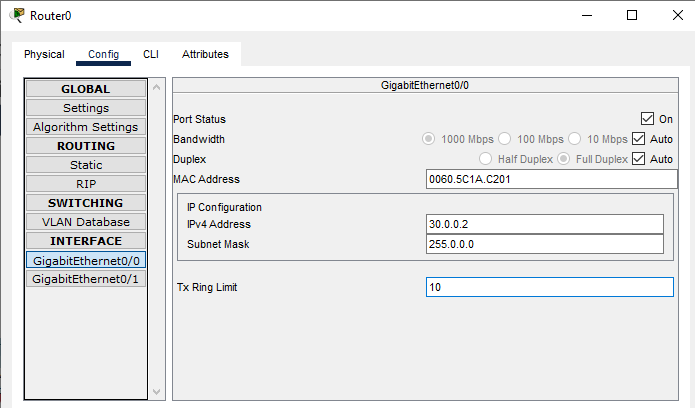 Router0
Physical Config CLI Attributes
GLOBAL
Settings
Algorithm Settings
ROUTING
Static
RIP
SWITCHING
VLAN Database
INTERFACE
GigabitEthernet0/0
GigabitEthernet0/1
GigabitEthernet0/0
Port Status On
Bandwidth 1000 Mbps 100 Mbps 10 Mbps Auto
Duplex Half Duplex Full Duplex Auto
MAC Address 0060.5C1A.C201
IP Configuration
IPv4 Address 30.0.0.2
Subnet Mask 255.0.0.0
Tx Ring Limit 10